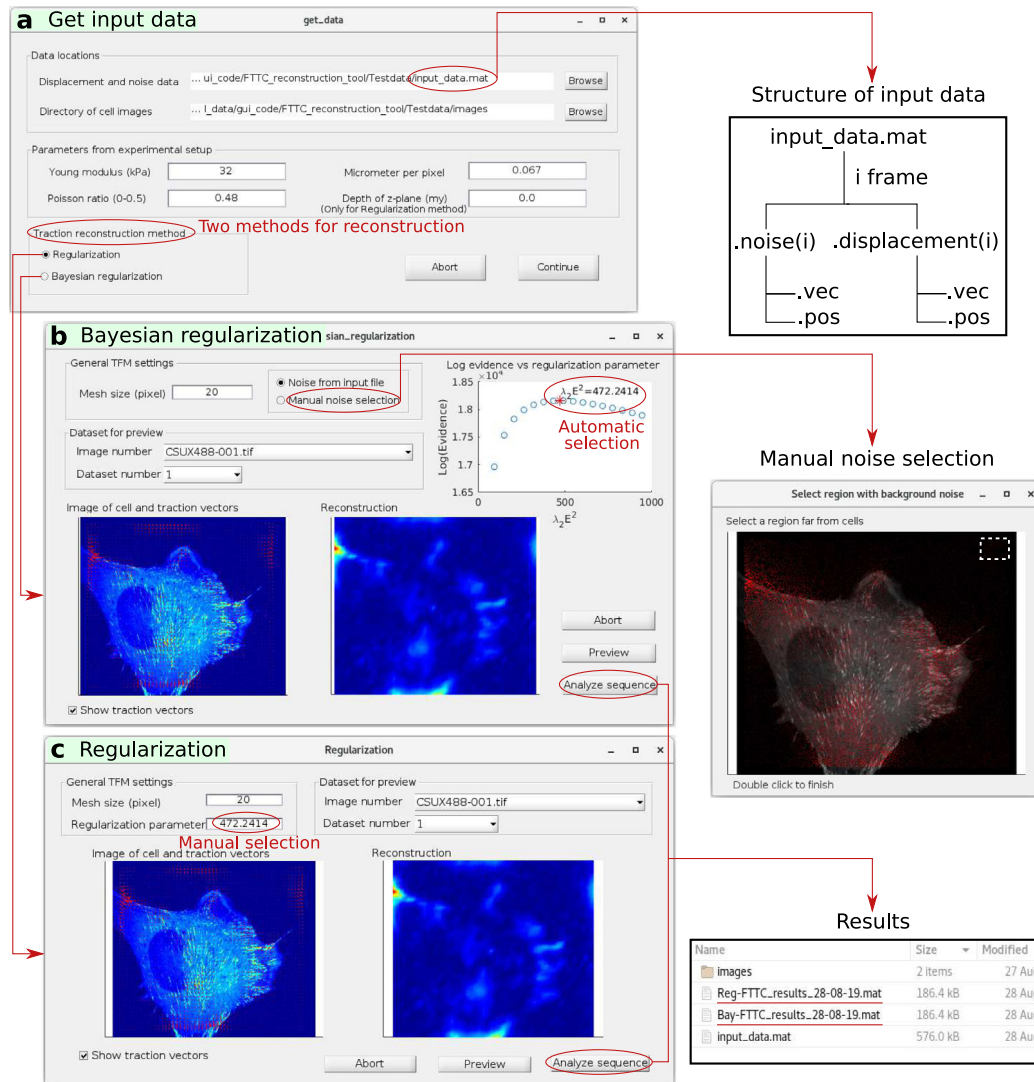 a Get input data
get_data
Data locations
Displacement and noise data
... ui_code/FTTC_reconstruction_tool/Testdata/input_data.mat
Browse
Directory of cell images
... l_data/gui_code/FTTC_reconstruction_tool/Testdata/images
Browse
Parameters from experimental setup
Young modulus (kPa)
32
Micrometer per pixel
0.067
Poisson ratio (0-0.5)
0.48
Depth of z-plane (my)
0.0
(Only for Regularization method)
Traction reconstruction method
Two methods for reconstruction
Regularization
Bayesian regularization
Abort
Continue
Structure of input data
input_data.mat
i frame
.noise(i)
.displacement(i)
.vec
.pos
.vec
.pos
b Bayesian regularization
sian_regularization
General TFM settings
Mesh size (pixel)
20
Noise from input file
Manual noise selection
Dataset for preview
Image number
CSUX488-001.tif
Dataset number
1
Log evidence vs regularization parameter
×10⁴
1.85
1.8
1.75
1.7
1.65
Log(Evidence)
λ₂E²=472.2414
Automatic
selection
0
500
1000
λ₂E²
Image of cell and traction vectors
Reconstruction
Abort
Preview
Analyze sequence
Show traction vectors
Manual noise selection
Select region with background noise
Select a region far from cells
Double click to finish
c Regularization
Regularization
General TFM settings
Mesh size (pixel)
20
Regularization parameter
472.2414
Manual selection
Dataset for preview
Image number
CSUX488-001.tif
Dataset number
1
Image of cell and traction vectors
Reconstruction
Show traction vectors
Abort
Preview
Analyze sequence
Results
Name
Size
Modified
images
2 items
27 Au
Reg-FTTC_results_28-08-19.mat
186.4 kB
28 Au
Bay-FTTC_results_28-08-19.mat
186.4 kB
28 Au
input_data.mat
576.0 kB
28 Au